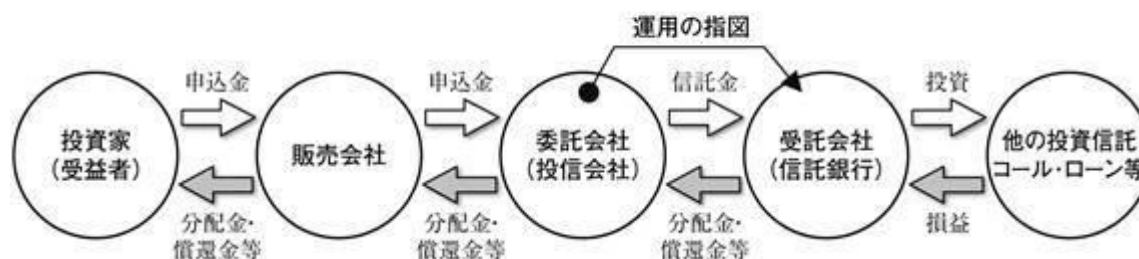 運用の指図
申込金
申込金
信託金
投資
投資家
(受益者)
販売会社
委託会社
(投信会社)
受託会社
(信託銀行)
他の投資信託
コール・ローン等
分配金・
償還金等
分配金・
償還金等
分配金・
償還金等
損益